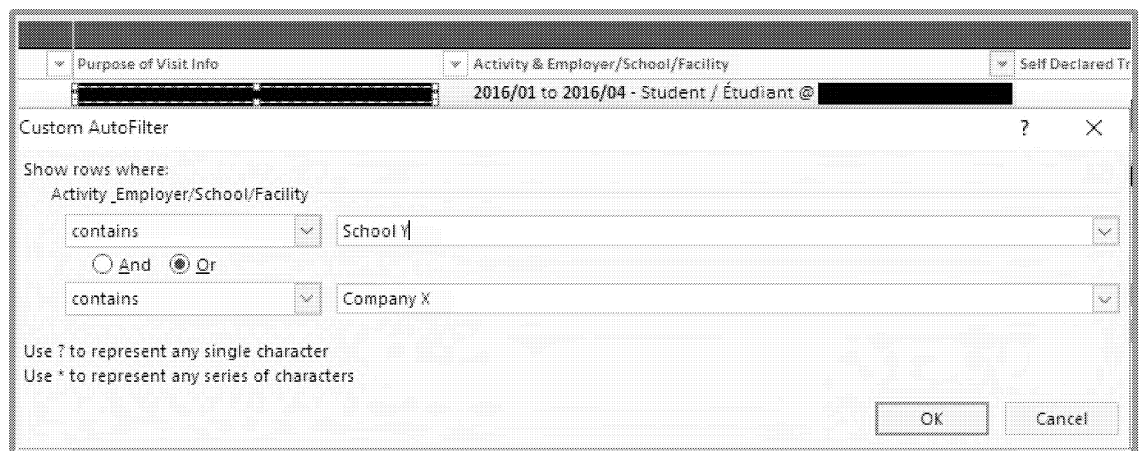 Purpose of Visit Info Activity & Employer/School/Facility Self Declared Tr
2016/01 to 2016/04 - Student / Étudiant @
Custom AutoFilter ? X
Show rows where:
Activity_Employer/School/Facility
contains School Y
And Or
contains Company X
Use ? to represent any single character
Use * to represent any series of characters
OK Cancel